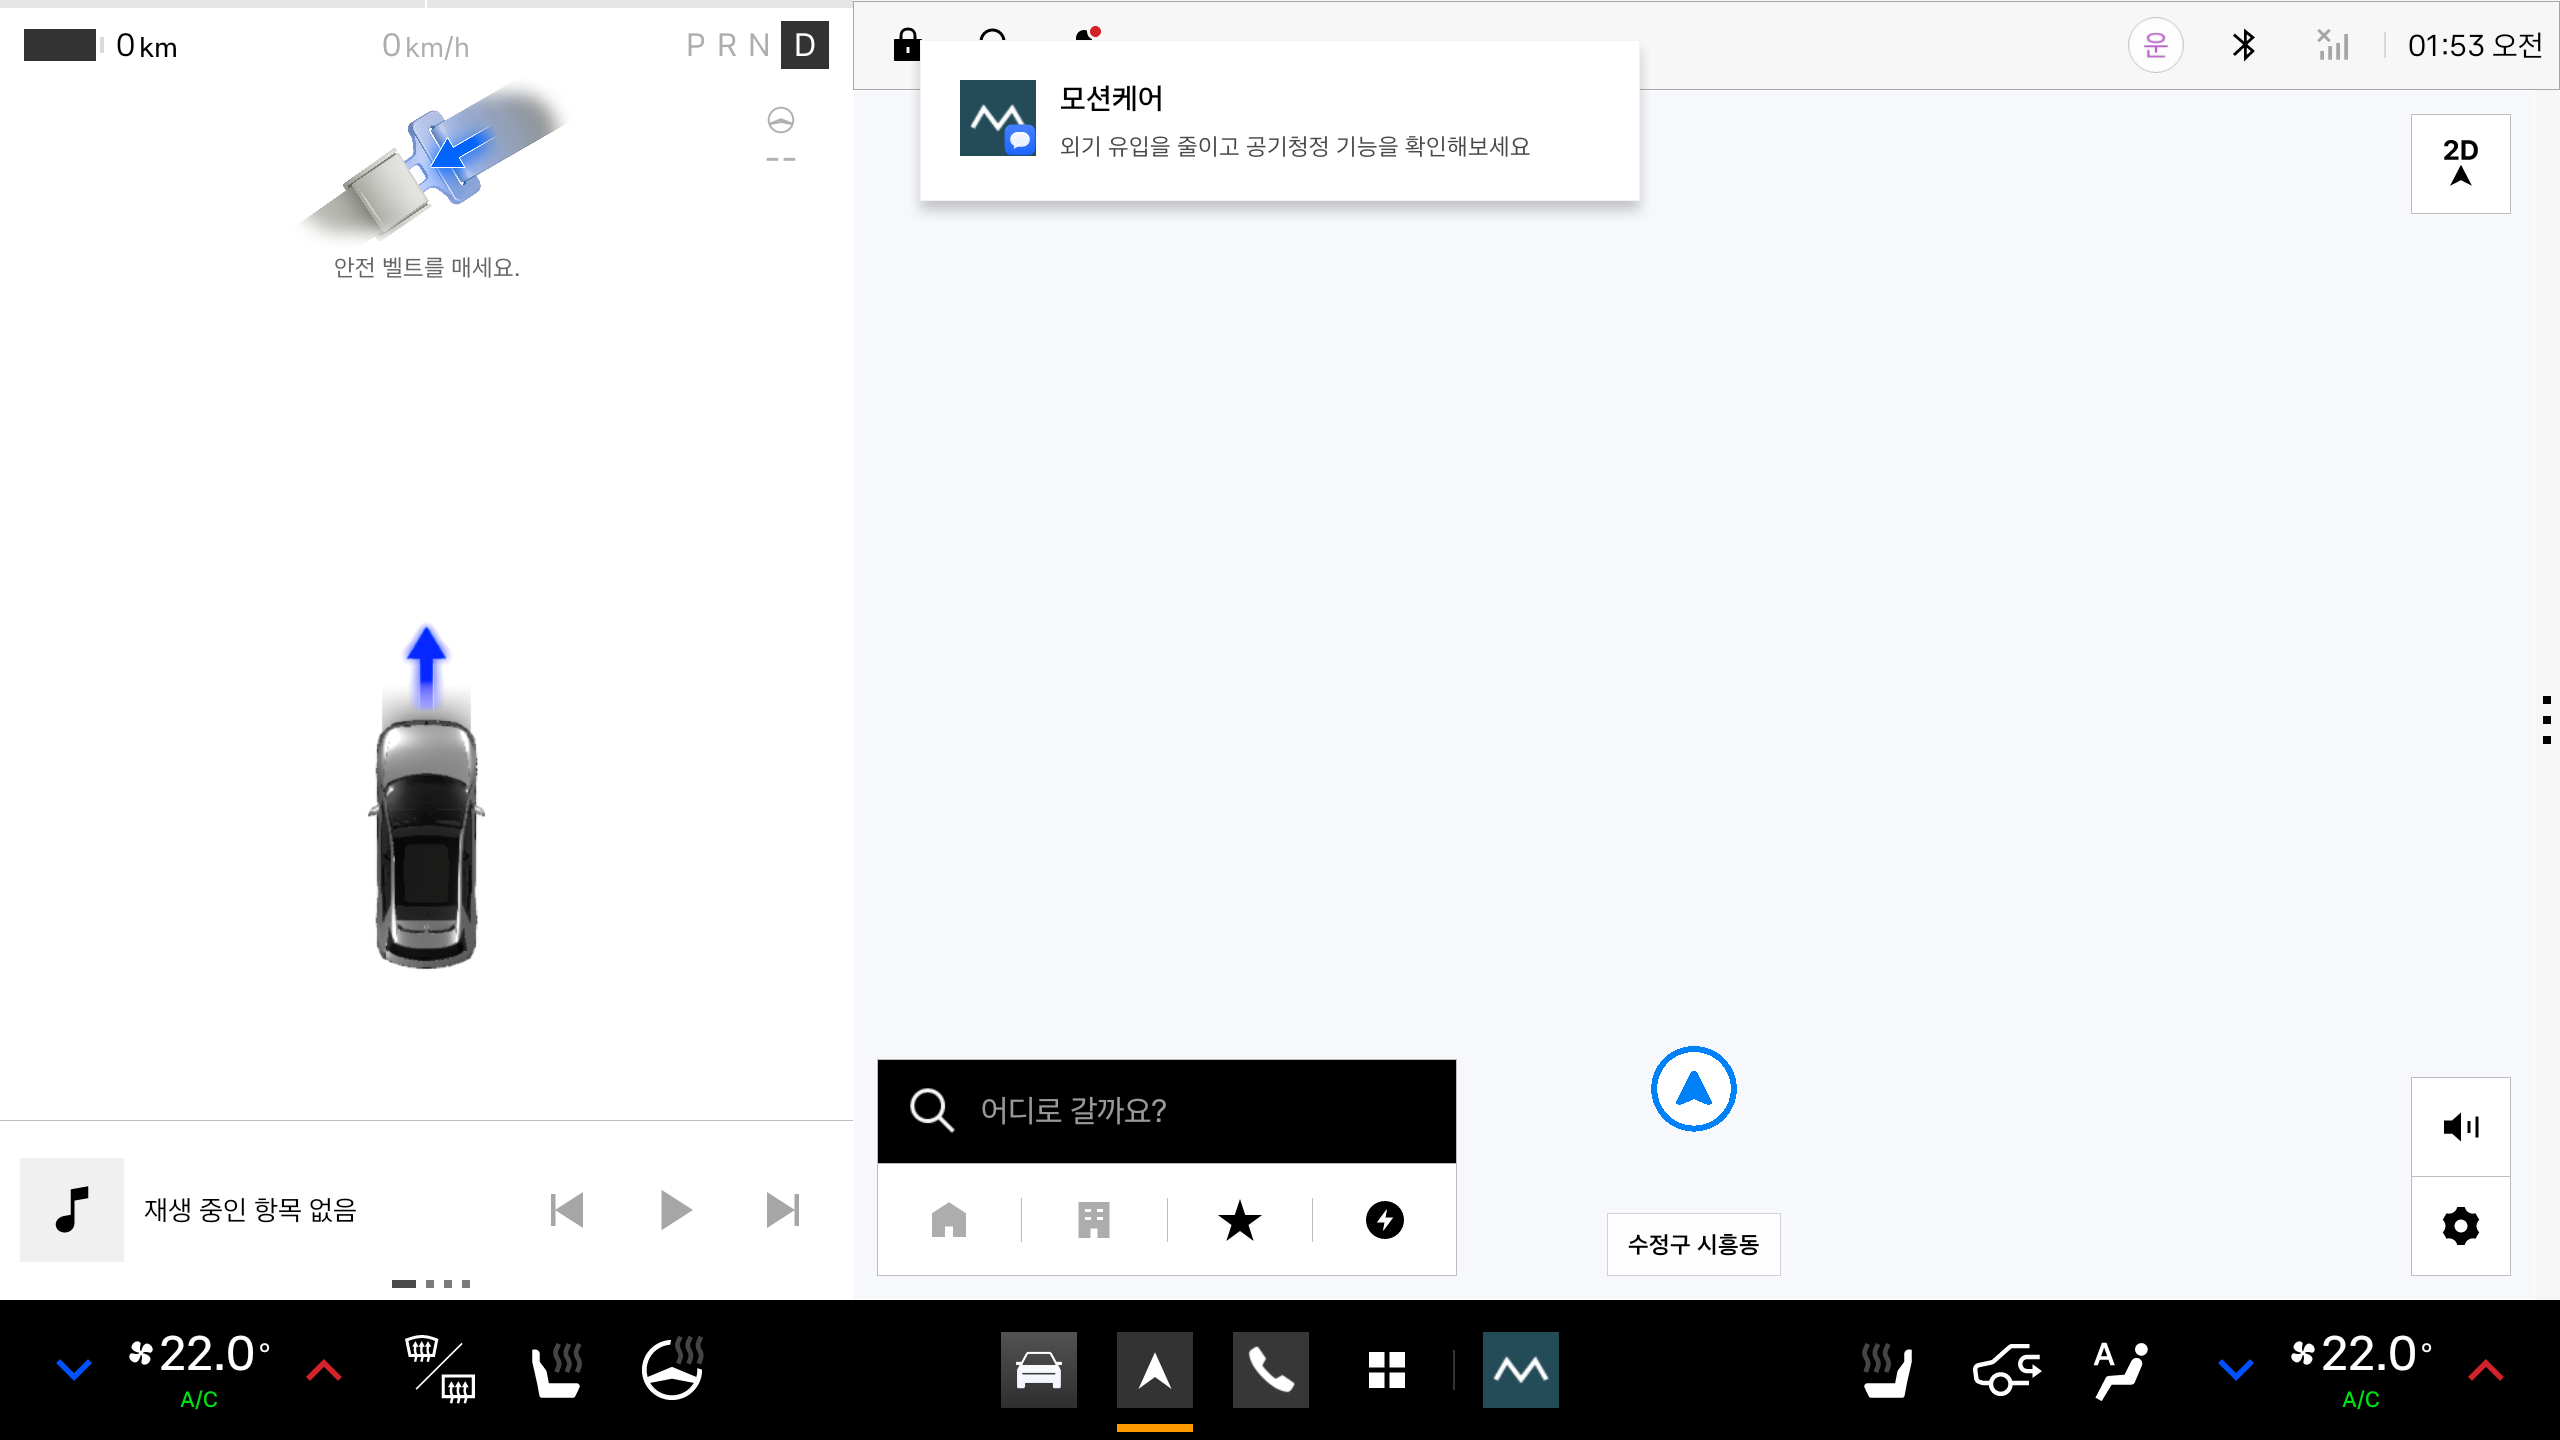 0 km
0 km/h
P R N D
안전 벨트를 매세요.
재생 중인 항목 없음
운
01:53 오전
모션케어
외기 유입을 줄이고 공기청정 기능을 확인해보세요
2D
어디로 갈까요?
수정구 시흥동
22.0°
A/C
A
22.0°
A/C